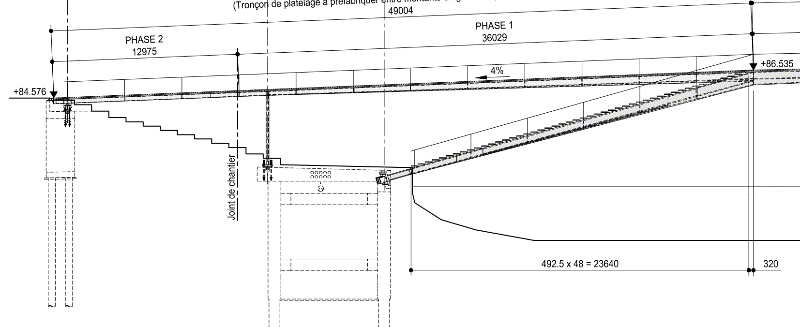 (Tronçon de platelage à préfabriquer entre
49004
PHASE 2
12975
PHASE 1
36029
4%
+84.576
+86.535
Joint de chantier
492.5 x 48 = 23640
320